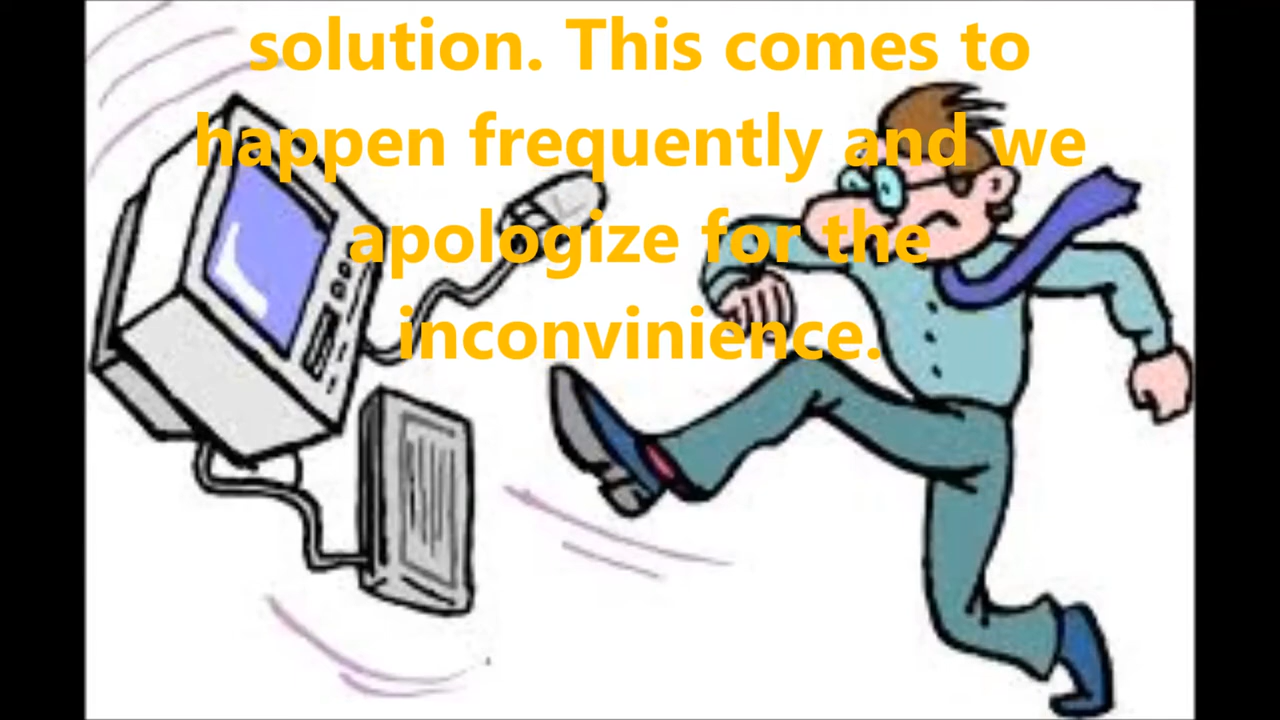 solution. This comes to
happen frequently and we
apologize for the
inconvinience.